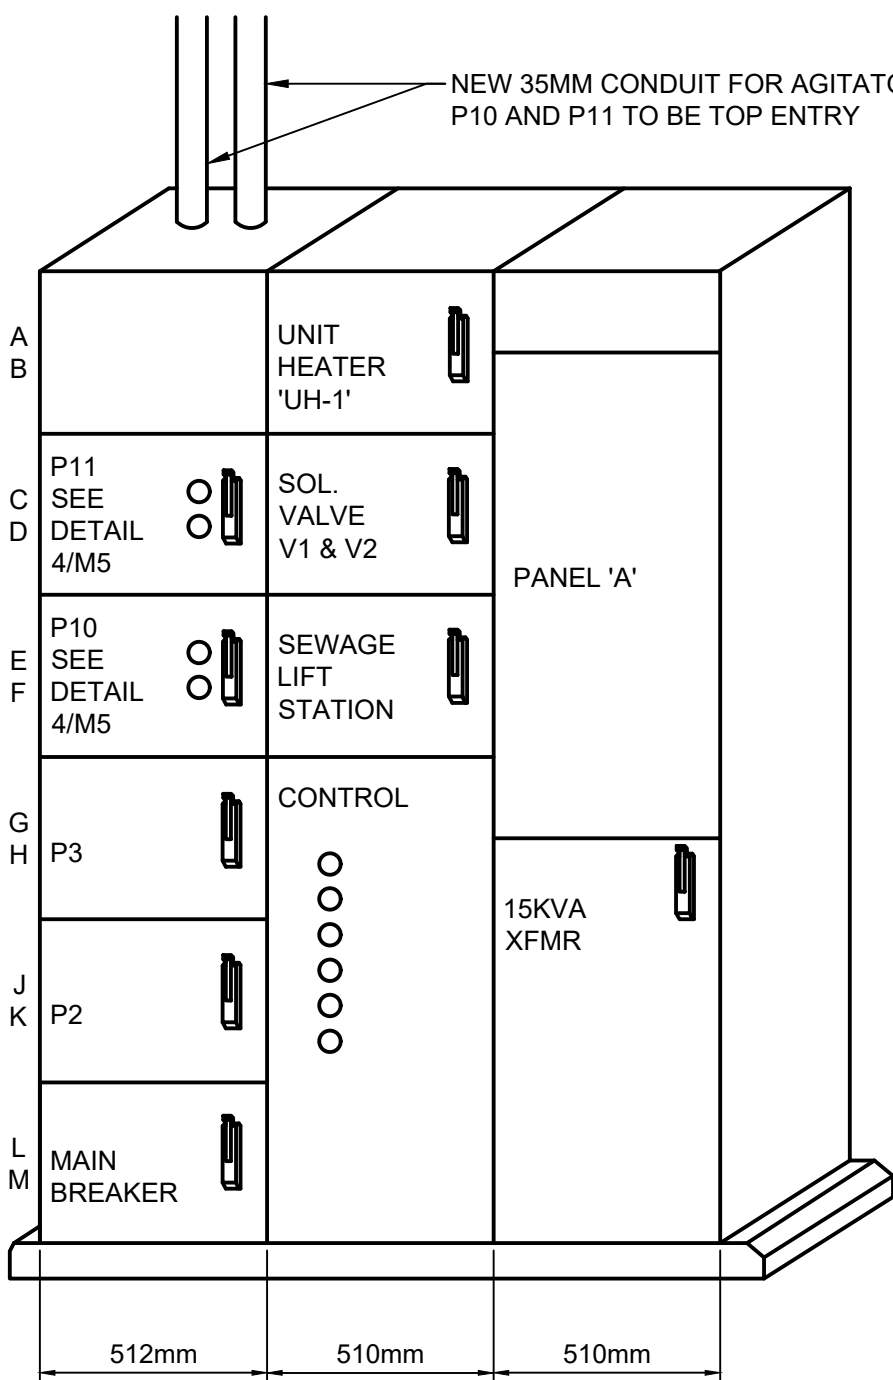 NEW 35MM CONDUIT FOR
P10 AND P11 TO BE TOP ENTRY
A
B
UNIT
HEATER
'UH-1'
C
D
P11
SEE
DETAIL
4/M5
SOL.
VALVE
V1 & V2
PANEL 'A'
E
F
P10
SEE
DETAIL
4/M5
SEWAGE
LIFT
STATION
G
H
P3
CONTROL
15KVA
XFMR
J
K
P2
L
M
MAIN
BREAKER
512mm
510mm
510mm